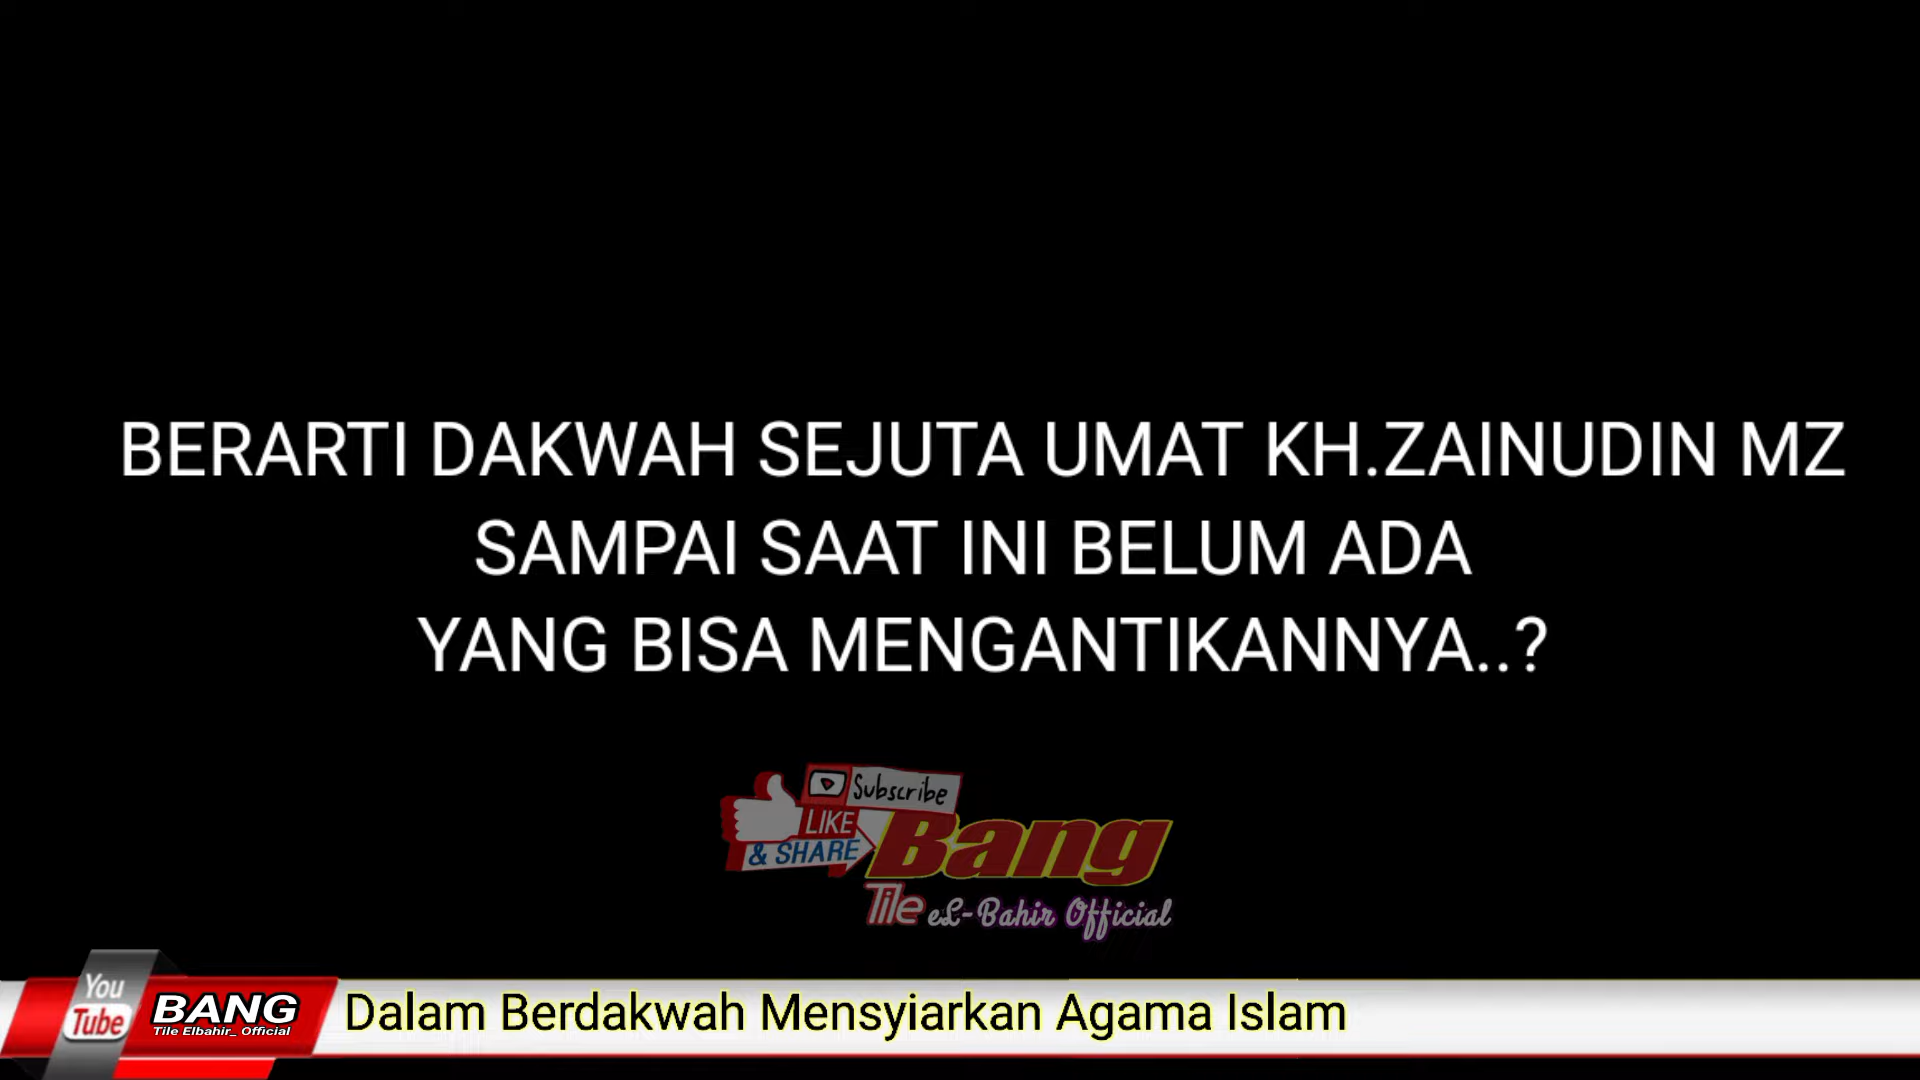 BERARTI DAKWAH SEJUTA UMAT KH.ZAINUDIN MZ
SAMPAI SAAT INI BELUM ADA
YANG BISA MENGANTIKANNYA..?
Subscribe
LIKE
& SHARE
Bang
Tile eL-Bahir Official
You
Tube
BANG
Tile Elbahir_ Official
Dalam Berdakwah Mensyiarkan Agama Islam